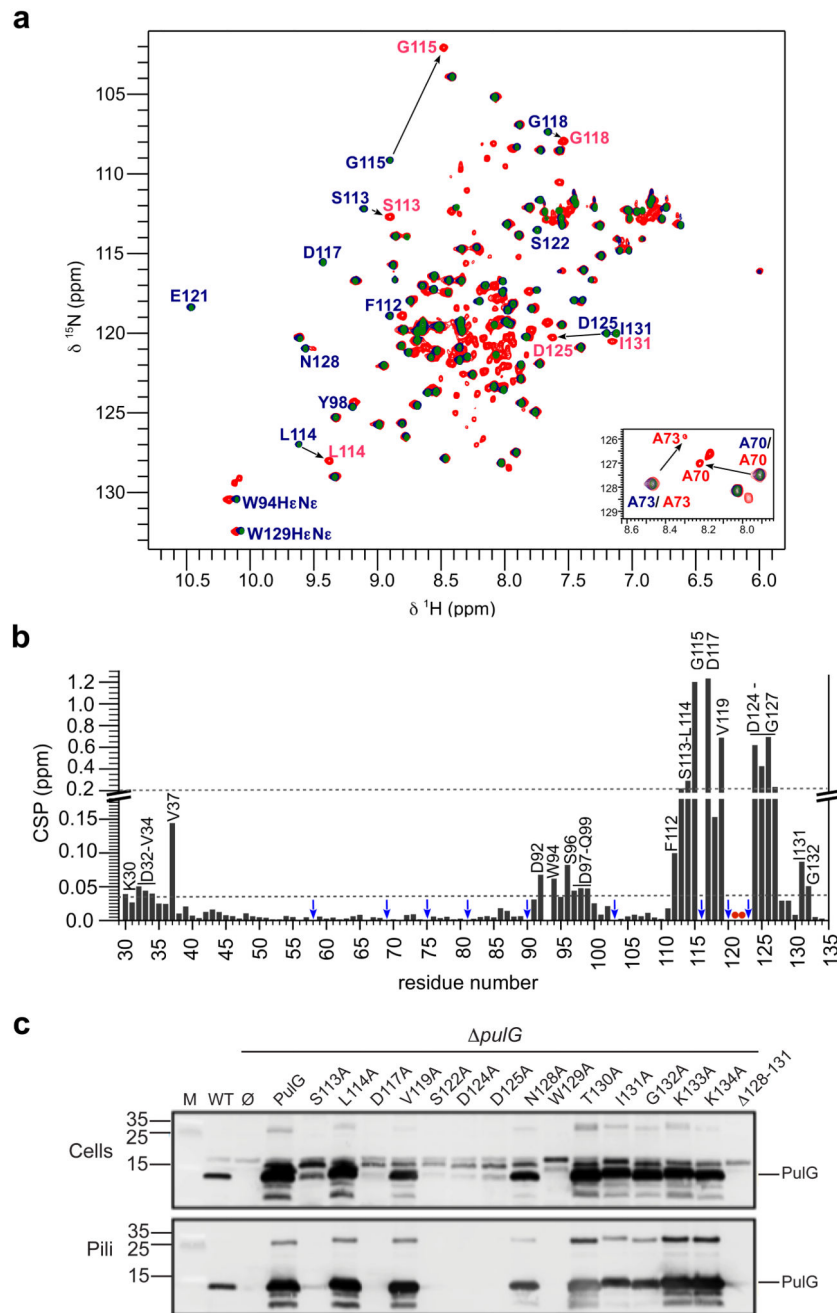 a
G115
G118
G118
G115
S113
S113
S122
D117
E121
F112
D125
I131
D125
I131
N128
Y98
L114
L114
W94HεNε
W129HεNε
105
110
115
120
125
130
δ ¹⁵N (ppm)
10.5 10.0 9.5 9.0 8.5 8.0 7.5 7.0 6.5 6.0
δ ¹H (ppm)
A73
A70/
A70
A70
A73/ A73
126
127
128
129
8.6 8.4 8.2 8.0
b
CSP (ppm)
1.2
1.0
0.8
0.6
0.4
0.2
0.15
0.10
0.05
0.00
K30
D32-V34
V37
D92
W94
S96
D97-Q99
F112
S113-L114
G115
D117
V119
D124 -
G127
I131
G132
30 35 40 45 50 55 60 65 70 75 80 85 90 95 100 105 110 115 120 125 130 135
residue number
c
ΔpulG
M WT Ø PulG S113A L114A D117A V119A S122A D124A D125A N128A W129A T130A I131A G132A K133A K134A Δ128-131
Cells
35
25
15
PulG
Pili
35
25
15
PulG